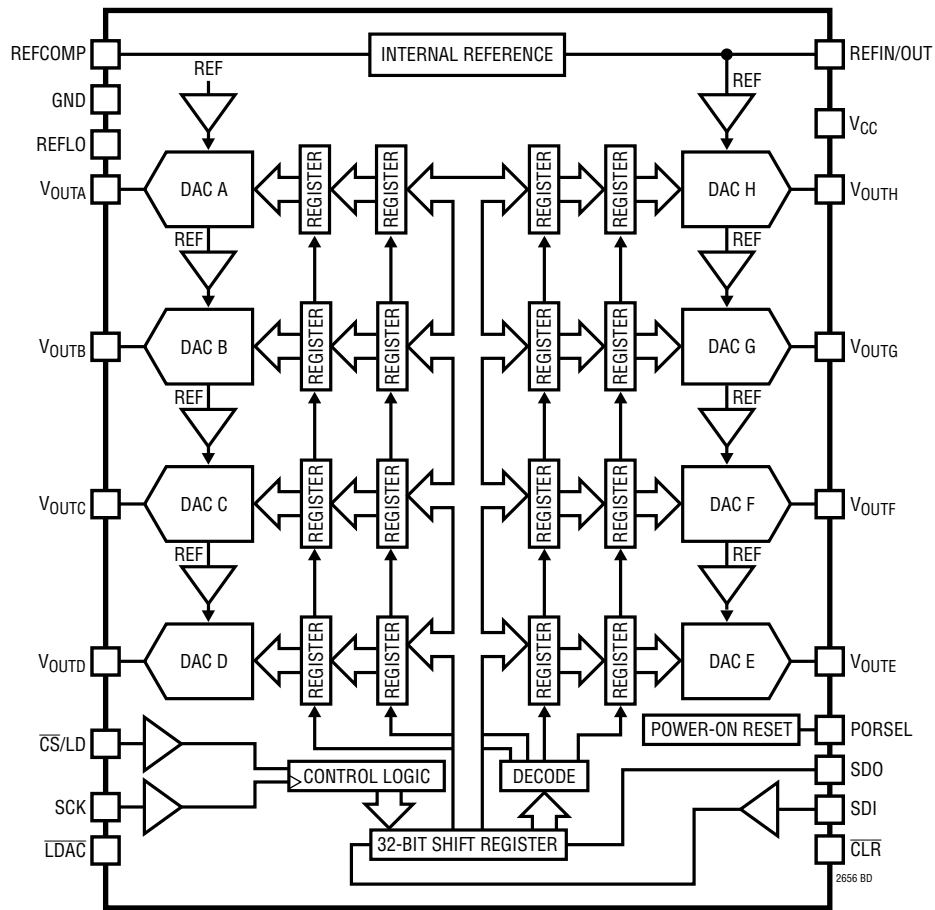 REFCOMP
INTERNAL REFERENCE
REFIN/OUT
REF
REF
GND
VCC
REFLO
VOUTA
DAC A
REGISTER
REGISTER
REGISTER
REGISTER
DAC H
VOUTH
REF
REF
VOUTB
DAC B
REGISTER
REGISTER
REGISTER
REGISTER
DAC G
VOUTG
REF
REF
VOUTC
DAC C
REGISTER
REGISTER
REGISTER
REGISTER
DAC F
VOUTF
REF
REF
VOUTD
DAC D
REGISTER
REGISTER
REGISTER
REGISTER
DAC E
VOUTE
CS/LD
POWER-ON RESET
PORSEL
CONTROL LOGIC
DECODE
SDO
SCK
SDI
LDAC
32-BIT SHIFT REGISTER
CLR
2656 BD